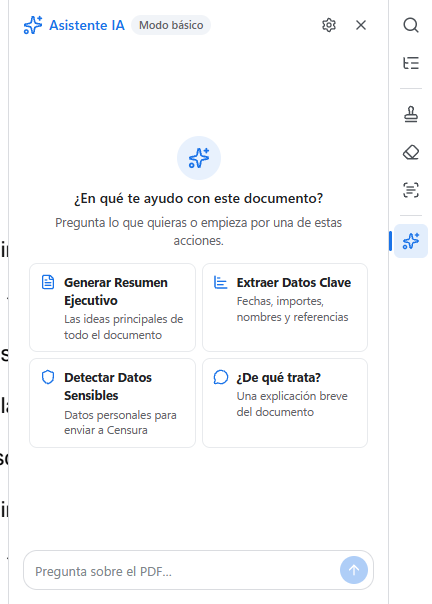 Asistente IA Modo básico
¿En qué te ayudo con este documento?
Pregunta lo que quieras o empieza por una de estas
acciones.
Generar Resumen
Ejecutivo
Las ideas principales de
todo el documento
Extraer Datos Clave
Fechas, importes,
nombres y referencias
Detectar Datos
Sensibles
Datos personales para
enviar a Censura
¿De qué trata?
Una explicación breve
del documento
Pregunta sobre el PDF...